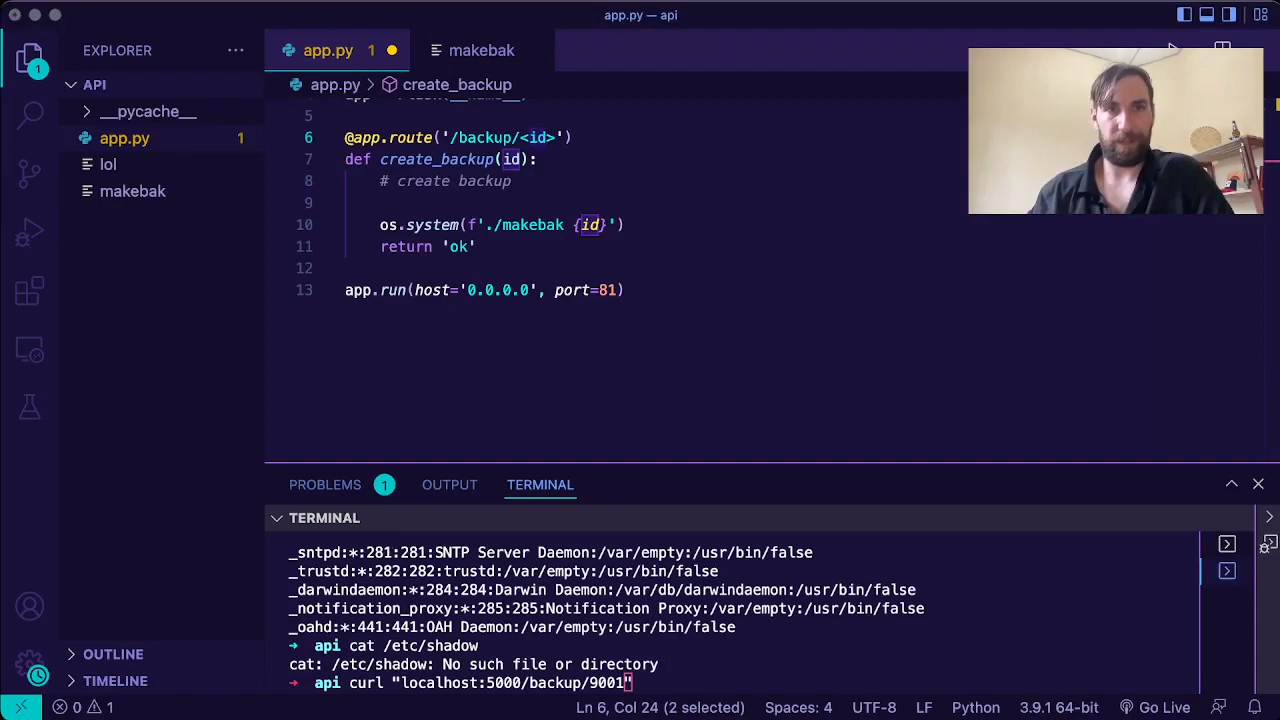 app.py — api
EXPLORER
API
__pycache__
app.py 1
lol
makebak
OUTLINE
TIMELINE
1
app.py 1
makebak
app.py > create_backup
5
6 @app.route('/backup/<id>')
7 def create_backup(id):
8 # create backup
9
10 os.system(f'./makebak {id}')
11 return 'ok'
12
13 app.run(host='0.0.0.0', port=81)
PROBLEMS 1 OUTPUT TERMINAL
TERMINAL
_sntpd:*:281:281:SNTP Server Daemon:/var/empty:/usr/bin/false
_trustd:*:282:282:trustd:/var/empty:/usr/bin/false
_darwindaemon:*:284:284:Darwin Daemon:/var/db/darwindaemon:/usr/bin/false
_notification_proxy:*:285:285:Notification Proxy:/var/empty:/usr/bin/false
_oahd:*:441:441:OAH Daemon:/var/empty:/usr/bin/false
→ api cat /etc/shadow
cat: /etc/shadow: No such file or directory
→ api curl "localhost:5000/backup/9001"
0 1 Ln 6, Col 24 (2 selected) Spaces: 4 UTF-8 LF Python 3.9.1 64-bit Go Live